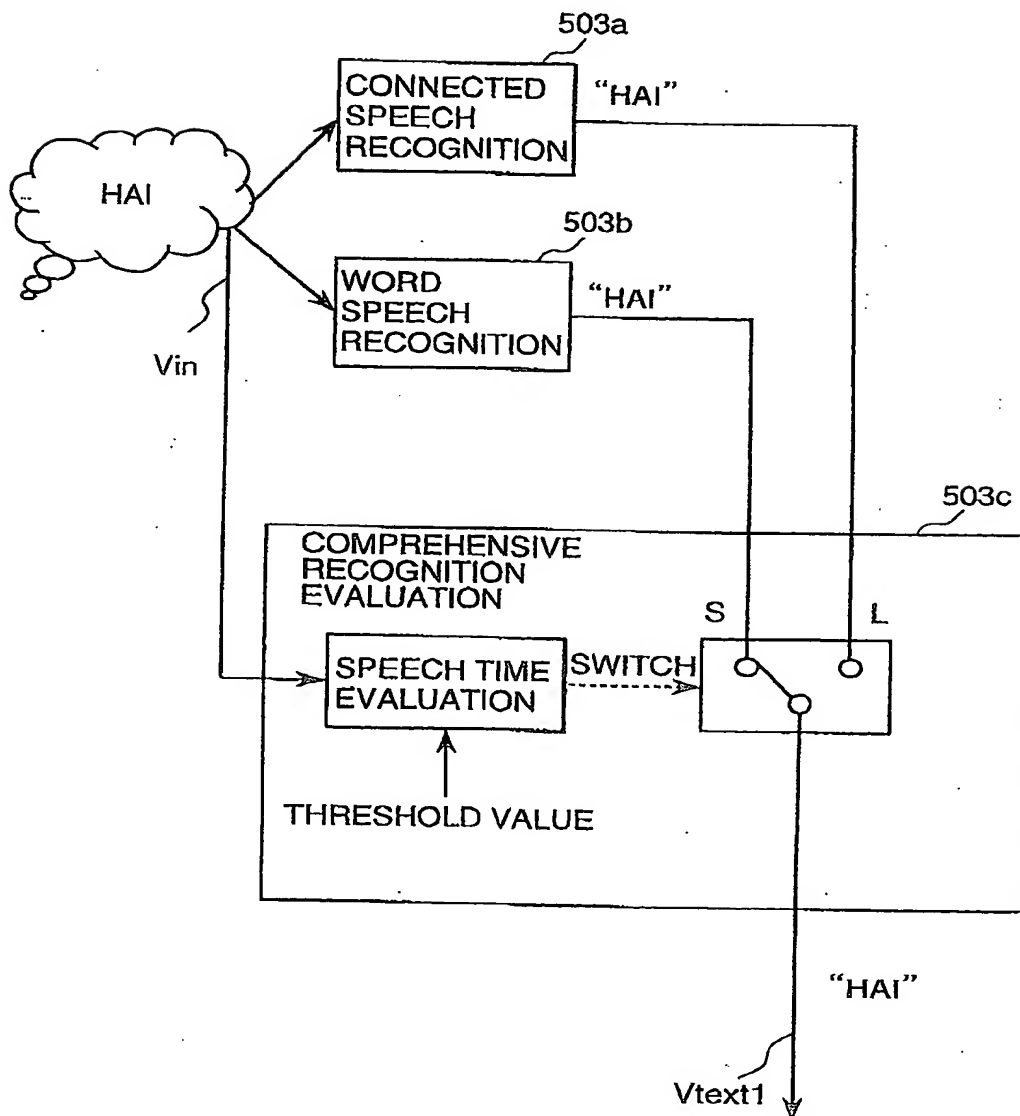 503a
CONNECTED
SPEECH
RECOGNITION
"HAI"
HAI
503b
WORD
SPEECH
RECOGNITION
"HAI"
Vin
503c
COMPREHENSIVE
RECOGNITION
EVALUATION
S
L
SPEECH TIME
EVALUATION
SWITCH
THRESHOLD VALUE
"HAI"
Vtext1